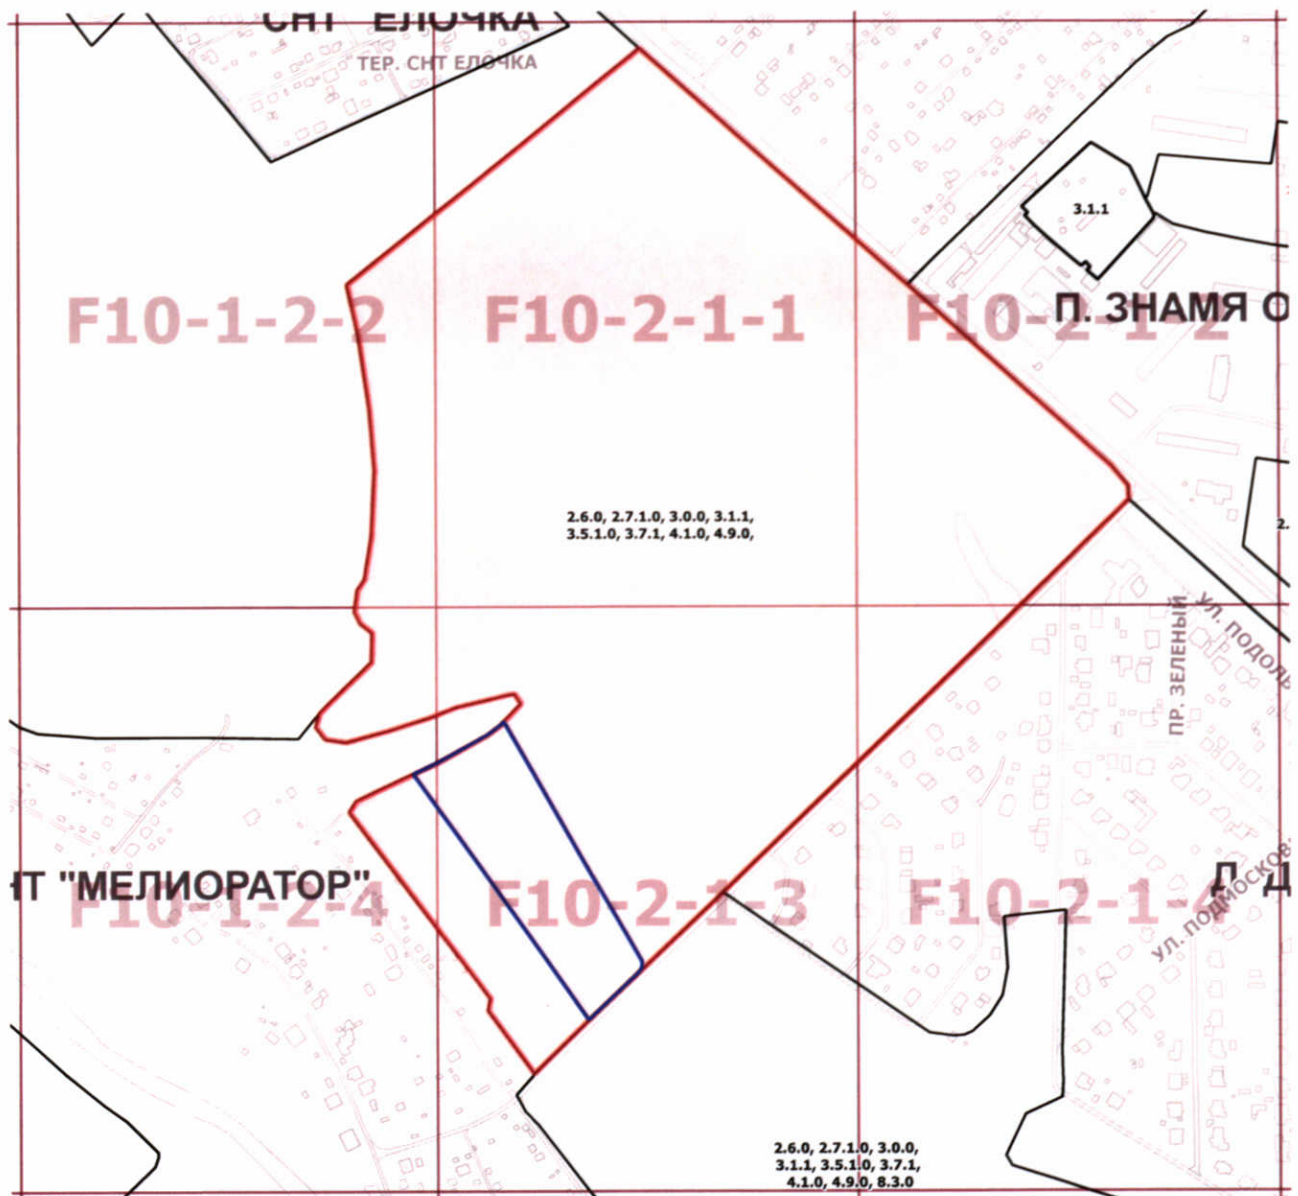 СНТ "ЕЛОЧКА
ТЕР. СНТ ЕЛОЧКА
3.1.1
F10-1-2-2
F10-2-1-1
F10-2-1-2
П. ЗНАМЯ О
2.6.0, 2.7.1.0, 3.0.0, 3.1.1,
3.5.1.0, 3.7.1, 4.1.0, 4.9.0,
2.
ПР. ЗЕЛЕНЫЙ
УЛ. ПОДОЛЬ
НТ "МЕЛИОРАТОР"
F10-1-2-4
F10-2-1-3
F10-2-1-4
Д
УЛ. ПОДМОСКОВ
2.6.0, 2.7.1.0, 3.0.0,
3.1.1, 3.5.1.0, 3.7.1,
4.1.0, 4.9.0, 8.3.0